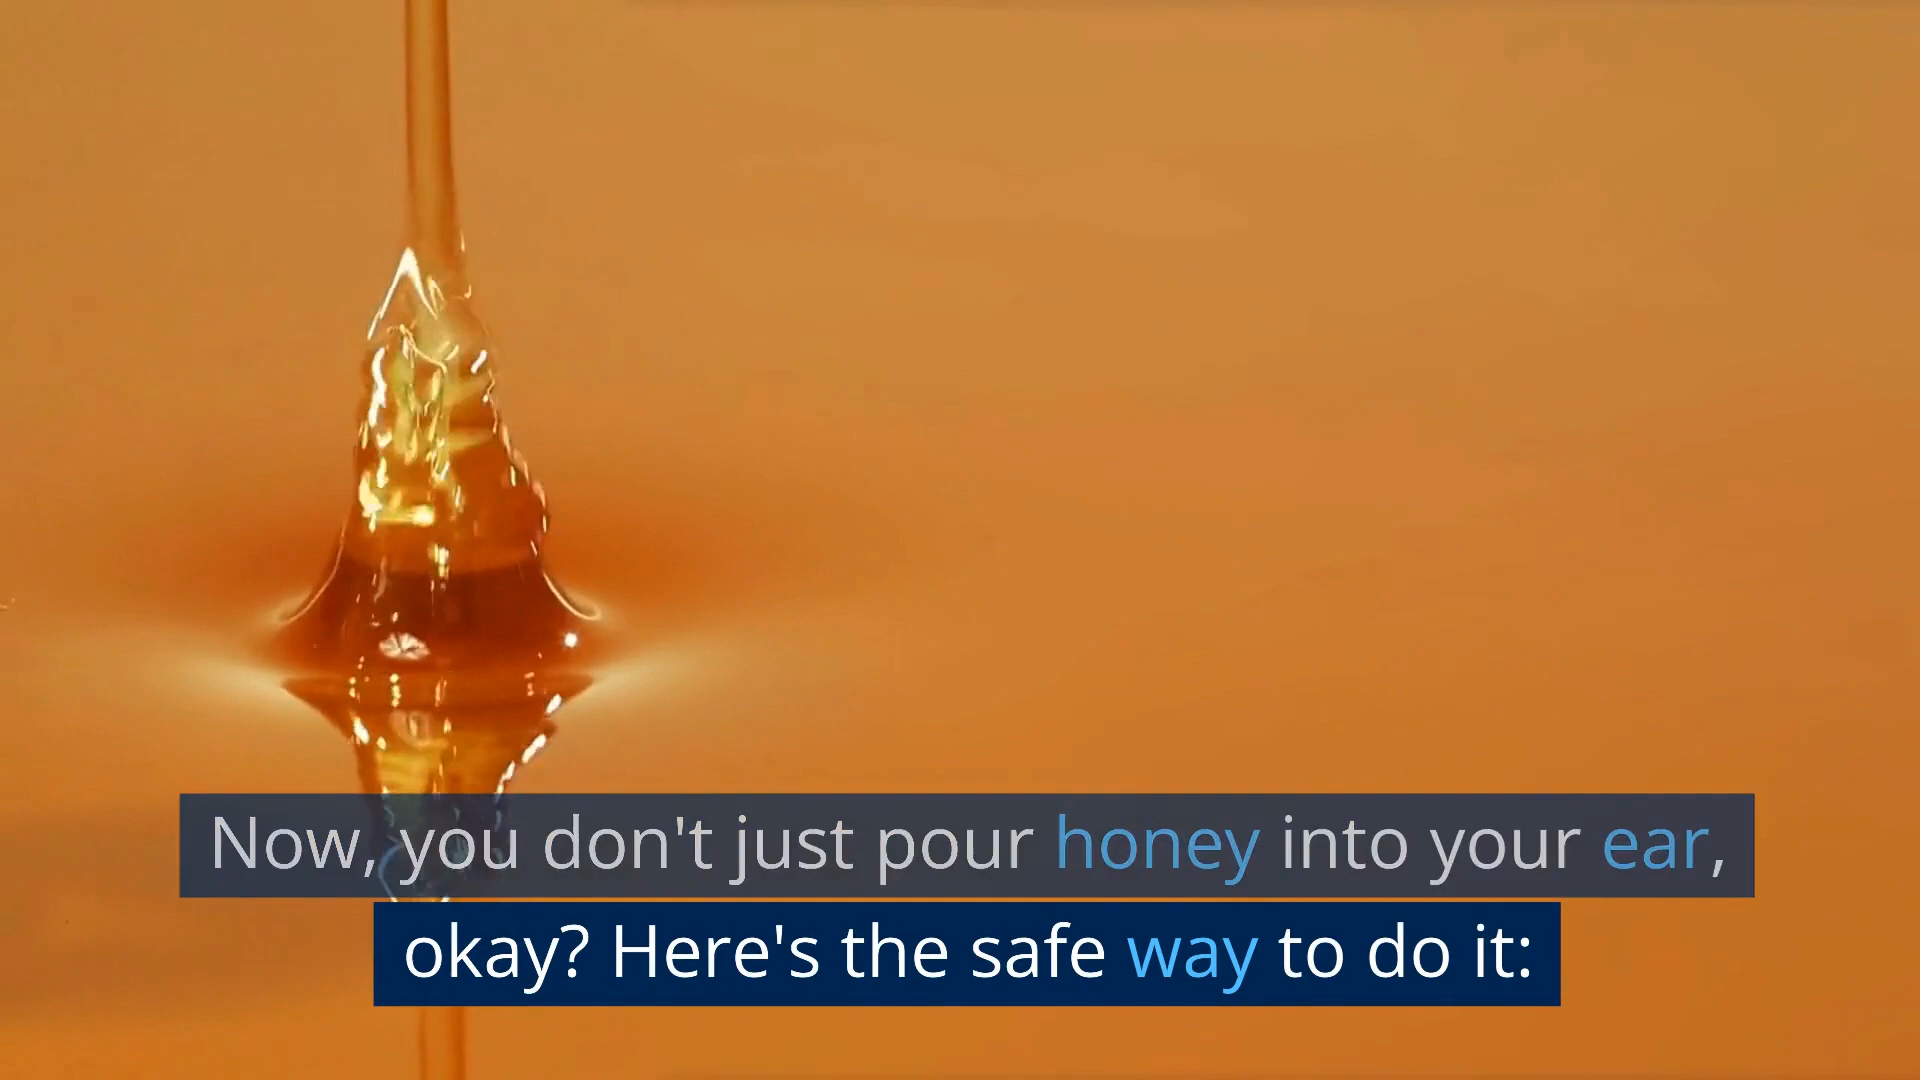 Now, you don't just pour honey into your ear,
okay? Here's the safe way to do it: